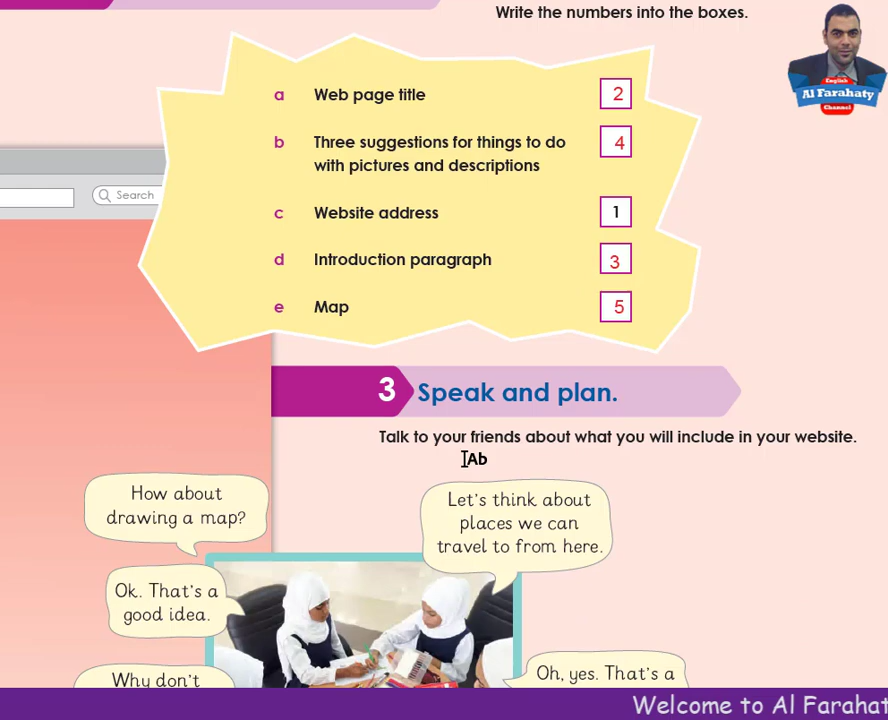 Write the numbers into the boxes.
English
Al Farahaty
Channel
a Web page title 2
b Three suggestions for things to do 4
with pictures and descriptions
Search
c Website address 1
d Introduction paragraph 3
e Map 5
3 Speak and plan.
Talk to your friends about what you will include in your website.
Ab
How about
drawing a map?
Let's think about
places we can
travel to from here.
Ok. That's a
good idea.
Why don't
Oh, yes. That's a
Welcome to Al Farahat